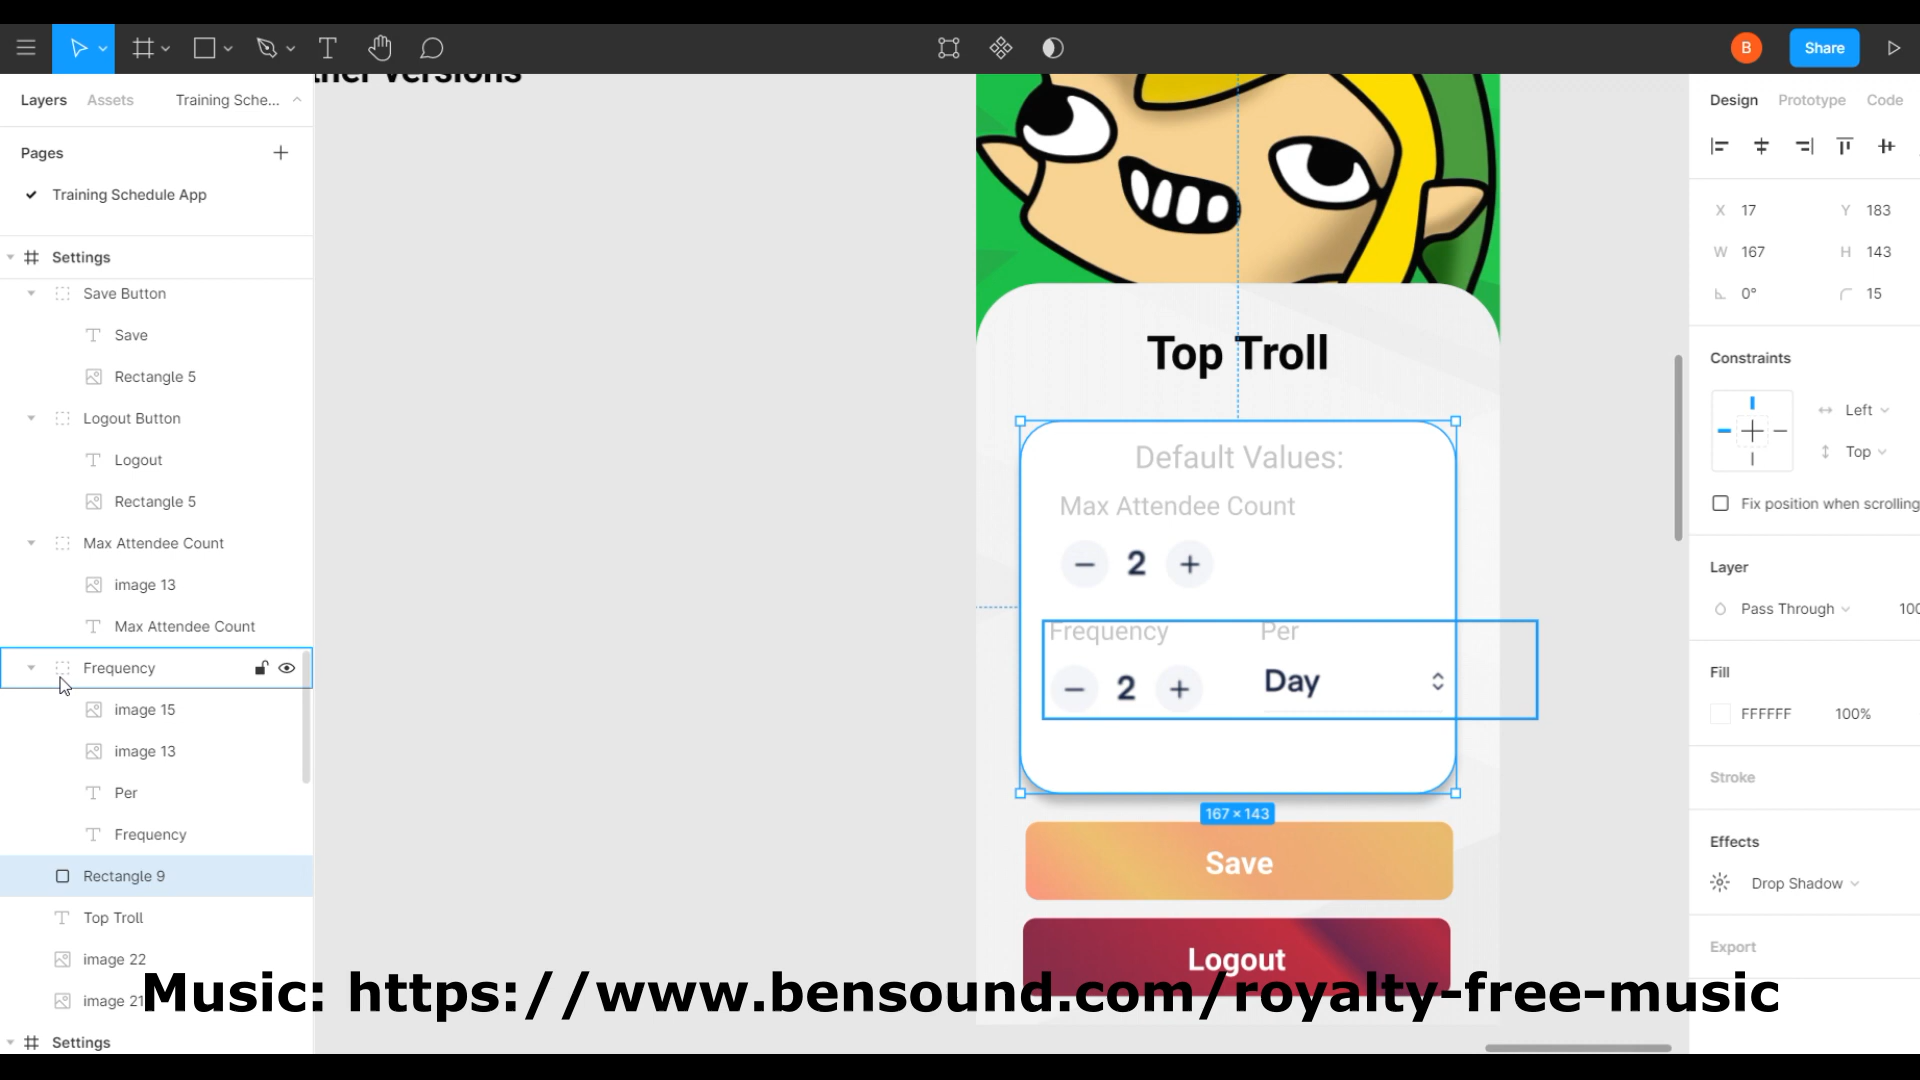 ther versions
B
Share
Layers
Assets
Training Sche...
Design
Prototype
Code
Pages
Training Schedule App
Settings
Save Button
Save
Rectangle 5
Logout Button
Logout
Rectangle 5
Max Attendee Count
image 13
Max Attendee Count
Frequency
image 15
image 13
Per
Frequency
Rectangle 9
Top Troll
image 22
image 21
Settings
Top Troll
Default Values:
Max Attendee Count
2
Frequency
Per
2
Day
167 × 143
Save
Logout
X 17
Y 183
W 167
H 143
0°
15
Constraints
Left
Top
Fix position when scrolling
Layer
Pass Through
100
Fill
FFFFFF
100%
Stroke
Effects
Drop Shadow
Export
Music: https://www.bensound.com/royalty-free-music